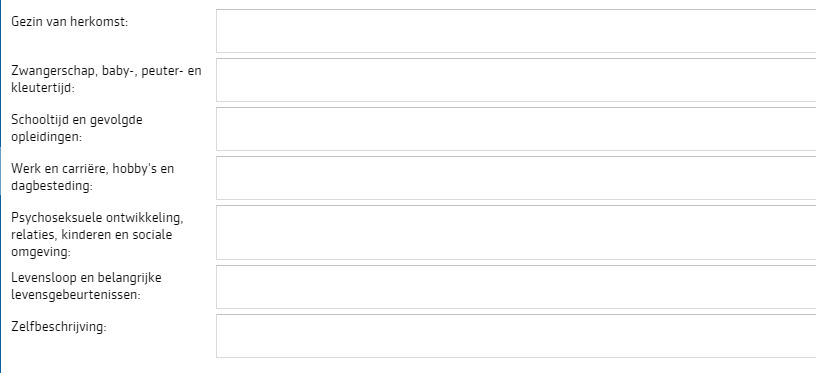 Gezin van herkomst:
Zwangerschap, baby-, peuter- en
kleutertijd:
Schooltijd en gevolgde
opleidingen:
Werk en carrière, hobby's en
dagbesteding:
Psychoseksuele ontwikkeling,
relaties, kinderen en sociale
omgeving:
Levensloop en belangrijke
levensgebeurtenissen:
Zelfbeschrijving: